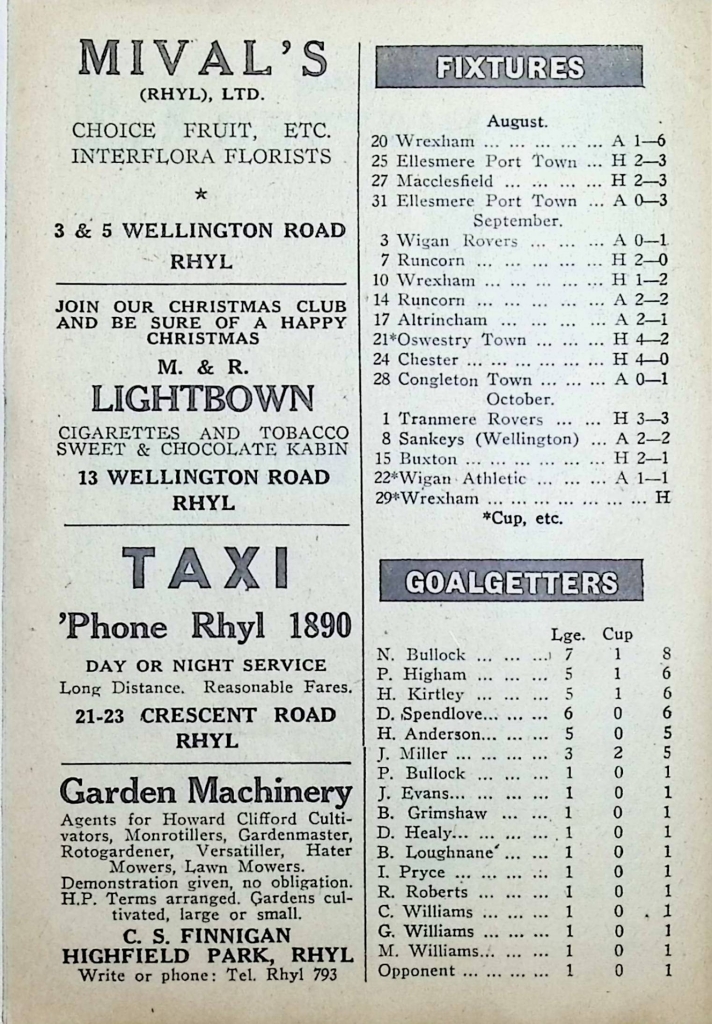 MIVAL'S
(RHYL), LTD.
CHOICE FRUIT, ETC.
INTERFLORA FLORISTS
*
3 & 5 WELLINGTON ROAD
RHYL
JOIN OUR CHRISTMAS CLUB
AND BE SURE OF A HAPPY
CHRISTMAS
M. & R.
LIGHTBOWN
CIGARETTES AND TOBACCO
SWEET & CHOCOLATE KABIN
13 WELLINGTON ROAD
RHYL
TAXI
'Phone Rhyl 1890
DAY OR NIGHT SERVICE
Long Distance. Reasonable Fares.
21-23 CRESCENT ROAD
RHYL
Garden Machinery
Agents for Howard Clifford Culti-
vators, Monrotillers, Gardenmaster,
Rotogardener, Versatiller, Hater
Mowers, Lawn Mowers.
Demonstration given, no obligation.
H.P. Terms arranged. Gardens cul-
tivated, large or small.
C. S. FINNIGAN
HIGHFIELD PARK, RHYL
Write or phone: Tel. Rhyl 793
FIXTURES
August.
20 Wrexham ... ... ... ... ... A 1—6
25 Ellesmere Port Town ... H 2—3
27 Macclesfield ... ... ... ... H 2—3
31 Ellesmere Port Town ... A 0—3
September.
3 Wigan Rovers ... ... ... A 0—1
7 Runcorn ... ... ... ... ... H 2—0
10 Wrexham ... ... ... ... ... H 1—2
14 Runcorn ... ... ... ... ... A 2—2
17 Altrincham ... ... ... ... A 2—1
21*Oswestry Town ... ... ... H 4—2
24 Chester ... ... ... ... ... ... H 4—0
28 Congleton Town ... ... ... A 0—1
October.
1 Tranmere Rovers ... ... H 3—3
8 Sankeys (Wellington) ... A 2—2
15 Buxton ... ... ... ... ... ... H 2—1
22*Wigan Athletic ... ... ... A 1—1
29*Wrexham ... ... ... ... ... ... H
*Cup, etc.
GOALGETTERS
Lge. Cup
N. Bullock ... ... ... 7 1 8
P. Higham ... ... ... 5 1 6
H. Kirtley ... ... ... 5 1 6
D. Spendlove... ... ... 6 0 6
H. Anderson... ... ... 5 0 5
J. Miller ... ... ... ... 3 2 5
P. Bullock ... ... ... 1 0 1
J. Evans... ... ... ... 1 0 1
B. Grimshaw ... ... 1 0 1
D. Healy... ... ... ... 1 0 1
B. Loughnane ... ... 1 0 1
I. Pryce ... ... ... ... 1 0 1
R. Roberts ... ... ... 1 0 1
C. Williams ... ... ... 1 0 1
G. Williams ... ... ... 1 0 1
M. Williams... ... ... 1 0 1
Opponent ... ... ... ... 1 0 1